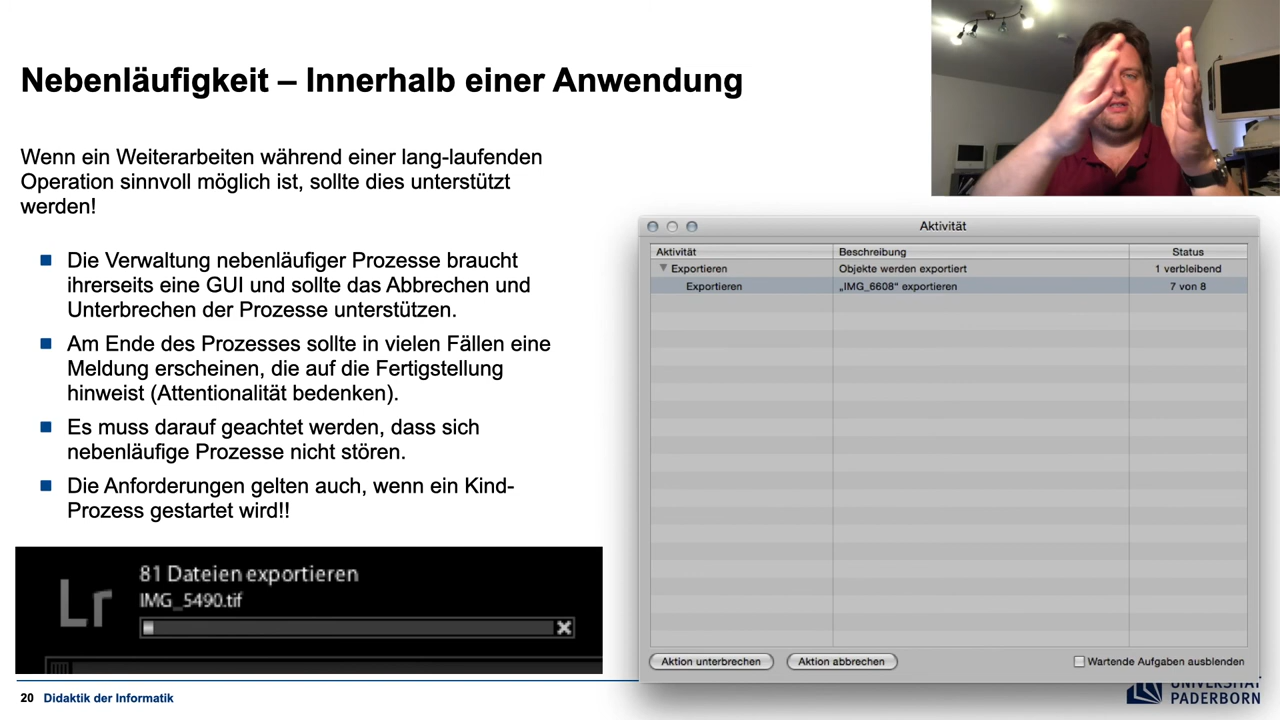 Nebenläufigkeit – Innerhalb einer Anwendung
Wenn ein Weiterarbeiten während einer lang-laufenden
Operation sinnvoll möglich ist, sollte dies unterstützt
werden!
Die Verwaltung nebenläufiger Prozesse braucht
ihrerseits eine GUI und sollte das Abbrechen und
Unterbrechen der Prozesse unterstützen.
Am Ende des Prozesses sollte in vielen Fällen eine
Meldung erscheinen, die auf die Fertigstellung
hinweist (Attentionalität bedenken).
Es muss darauf geachtet werden, dass sich
nebenläufige Prozesse nicht stören.
Die Anforderungen gelten auch, wenn ein Kind-
Prozess gestartet wird!!
Lr
81 Dateien exportieren
IMG_5490.tif
Aktivität
Aktivität Beschreibung Status
Exportieren Objekte werden exportiert 1 verbleibend
Exportieren „IMG_6608“ exportieren 7 von 8
Aktion unterbrechen Aktion abbrechen Wartende Aufgaben ausblenden
20 Didaktik der Informatik
UNIVERSITÄT
PADERBORN